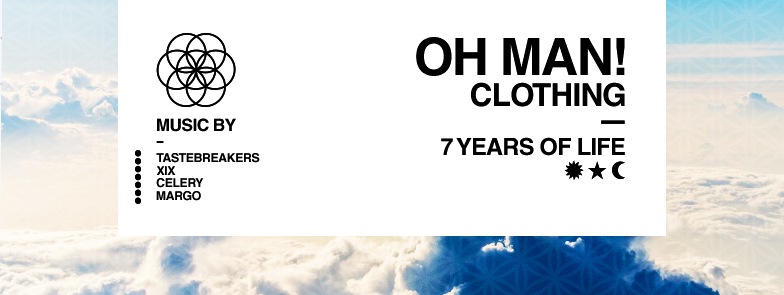 MUSIC BY
–
TASTEBREAKERS
XIX
CELERY
MARGO
OH MAN!
CLOTHING
—
7 YEARS OF LIFE